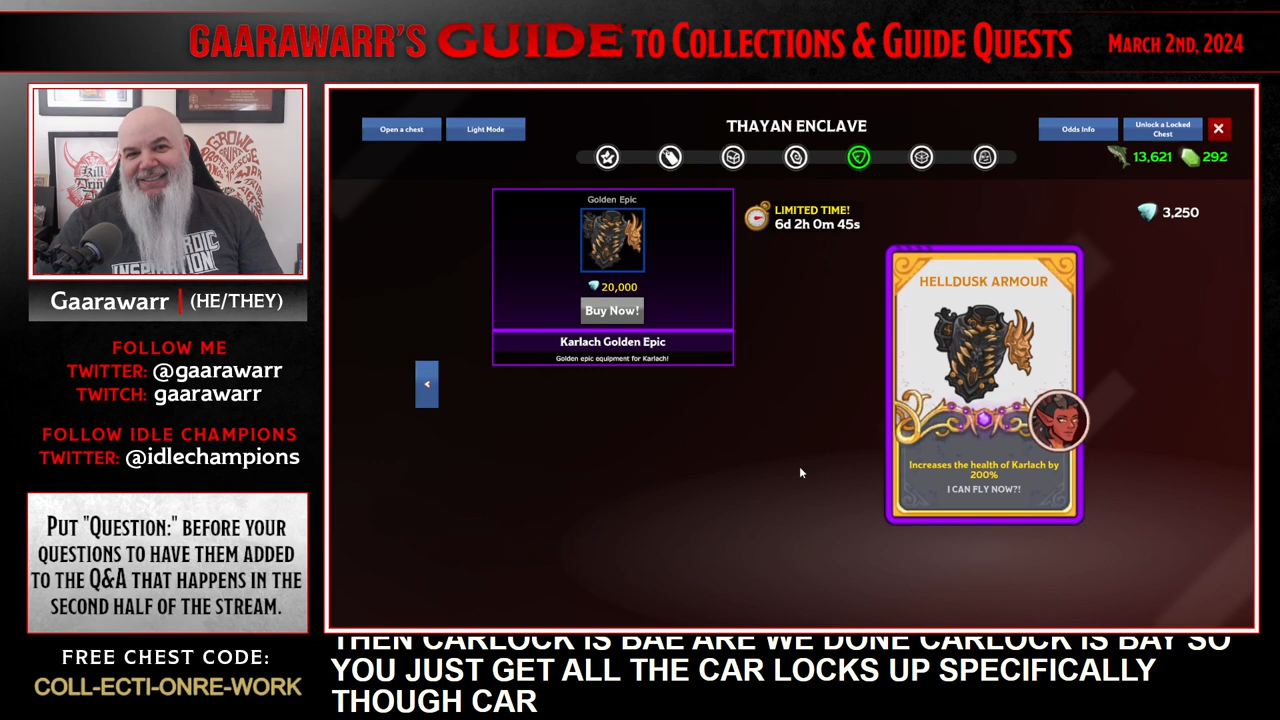 GAARAWARR'S GUIDE TO COLLECTIONS & GUIDE QUESTS
MARCH 2ND, 2024
Gaarawarr | (HE/THEY)
FOLLOW ME
TWITTER: @gaarawarr
TWITCH: gaarawarr
FOLLOW IDLE CHAMPIONS
TWITTER: @idlechampions
PUT "QUESTION:" BEFORE YOUR
QUESTIONS TO HAVE THEM ADDED
TO THE Q&A THAT HAPPENS IN THE
SECOND HALF OF THE STREAM.
FREE CHEST CODE:
COLL-ECTI-ONRE-WORK
Open a chest
Light Mode
THAYAN ENCLAVE
Odds Info
Unlock a Locked
Chest
13,621
292
Golden Epic
20,000
Buy Now!
Karlach Golden Epic
Golden epic equipment for Karlach!
LIMITED TIME!
6d 2h 0m 45s
3,250
HELLDUSK ARMOUR
Increases the health of Karlach by
200%
I CAN FLY NOW?!
THEN CARLOCK IS BAE ARE WE DONE CARLOCK IS BAY SO
YOU JUST GET ALL THE CAR LOCKS UP SPECIFICALLY
THOUGH CAR